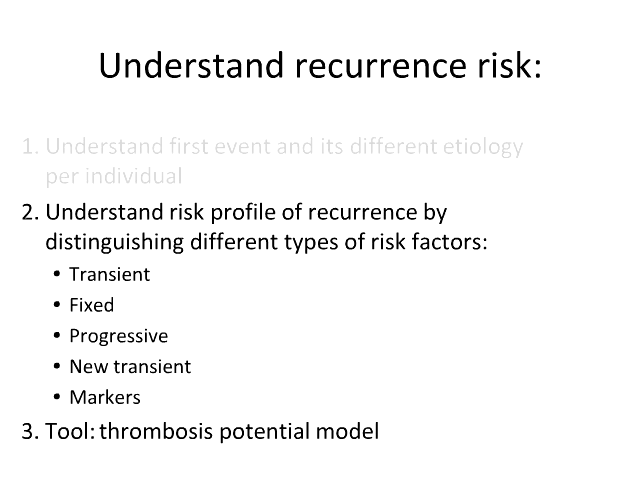 Understand recurrence risk:
1. Understand first event and its different etiology
per individual
2. Understand risk profile of recurrence by
distinguishing different types of risk factors:
• Transient
• Fixed
• Progressive
• New transient
• Markers
3. Tool: thrombosis potential model